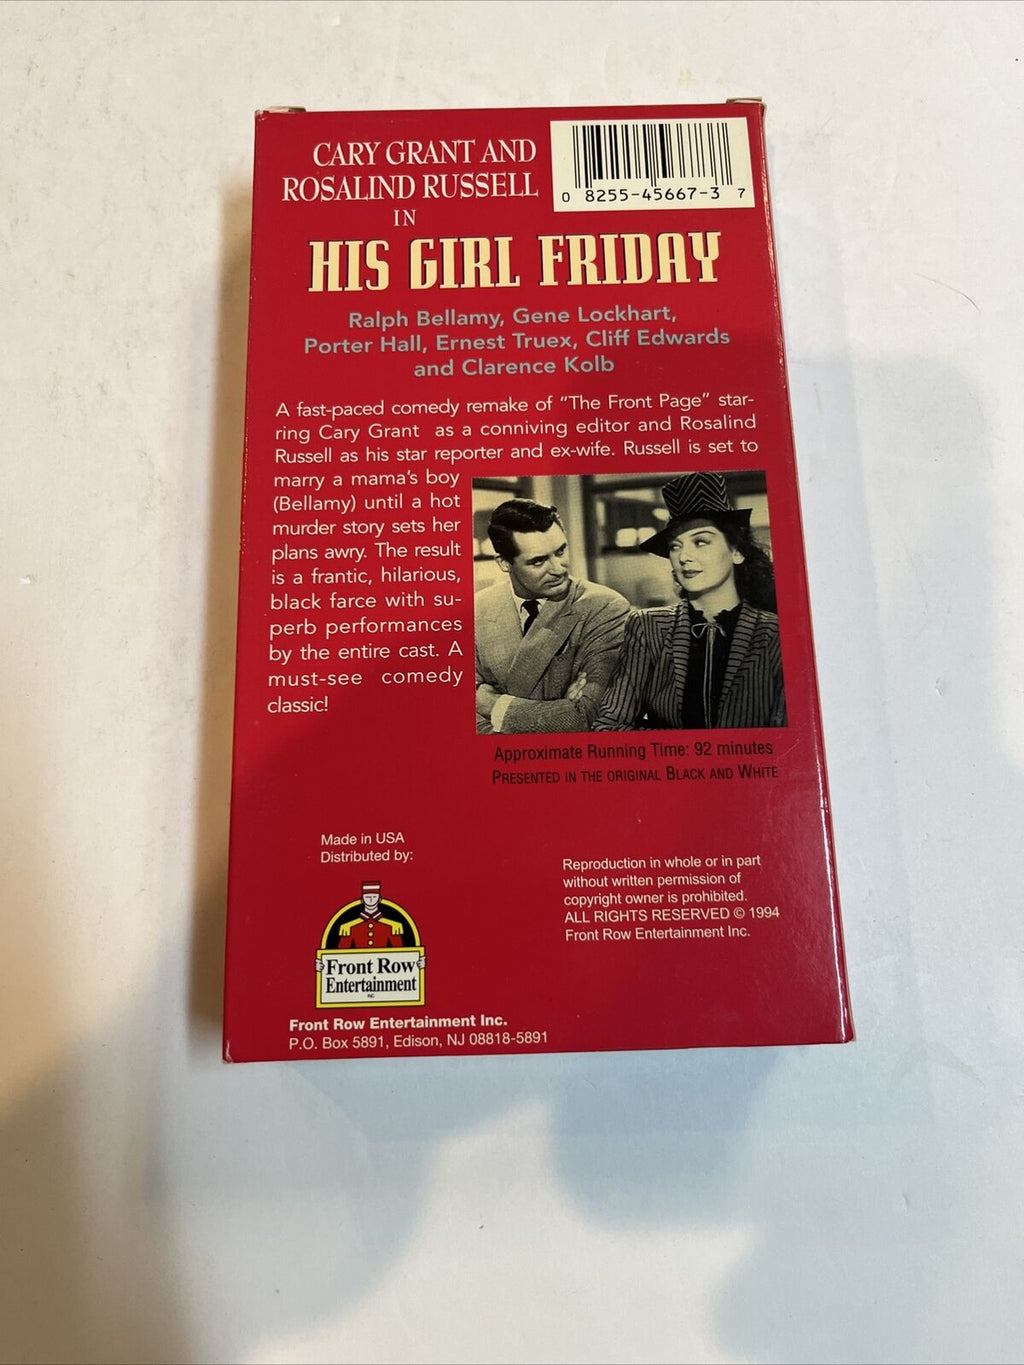 CARY GRANT AND
ROSALIND RUSSELL
IN
HIS GIRL FRIDAY
0 8255-45667-3 7
Ralph Bellamy, Gene Lockhart,
Porter Hall, Ernest Truex, Cliff Edwards
and Clarence Kolb
A fast-paced comedy remake of "The Front Page" star-
ring Cary Grant as a conniving editor and Rosalind
Russell as his star reporter and ex-wife. Russell is set to
marry a mama's boy
(Bellamy) until a hot
murder story sets her
plans awry. The result
is a frantic, hilarious,
black farce with su-
perb performances
by the entire cast. A
must-see comedy
classic!
Approximate Running Time: 92 minutes
PRESENTED IN THE ORIGINAL BLACK AND WHITE
Made in USA
Distributed by:
Front Row
Entertainment
INC
Front Row Entertainment Inc.
P.O. Box 5891, Edison, NJ 08818-5891
Reproduction in whole or in part
without written permission of
copyright owner is prohibited.
ALL RIGHTS RESERVED © 1994
Front Row Entertainment Inc.